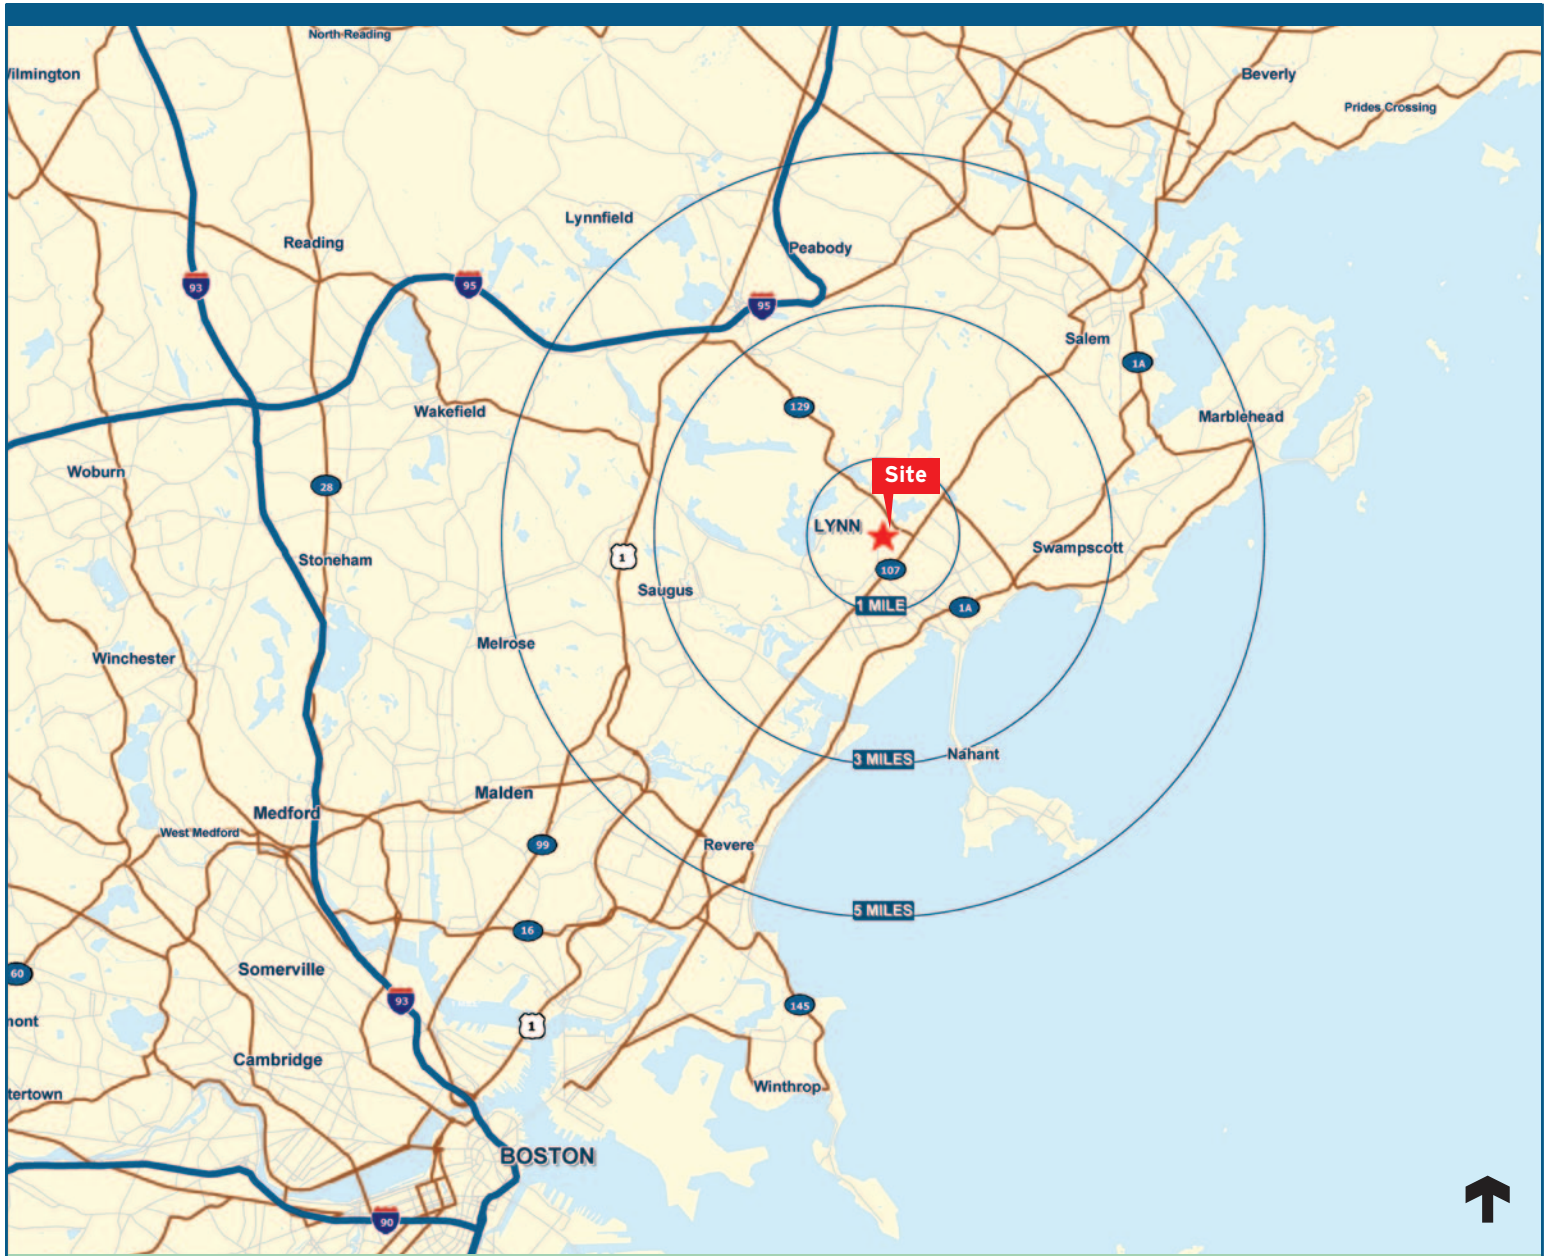 North Reading
Wilmington
Beverly
Prides Crossing
Lynnfield
Reading
Peabody
93
95
95
Salem
1A
129
Wakefield
Marblehead
Woburn
Site
28
LYNN
Swampscott
1
Stoneham
107
Saugus
1 MILE
1A
Melrose
Winchester
Nahant
3 MILES
Malden
Medford
West Medford
99
Revere
5 MILES
16
Somerville
60
93
145
mont
1
Cambridge
Winthrop
tertown
BOSTON
90